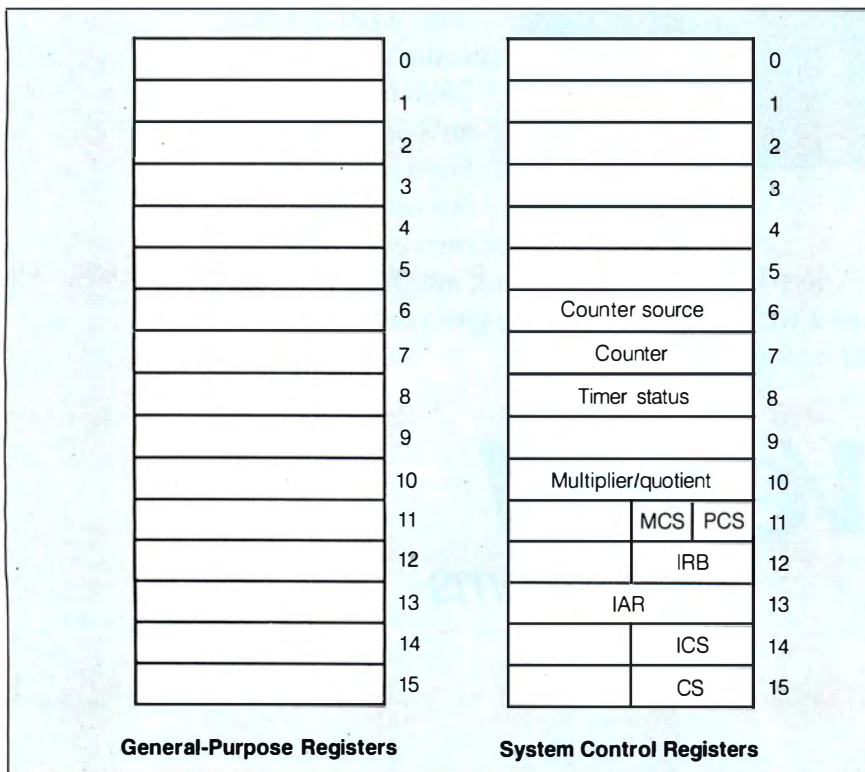 0 0
1 1
2 2
3 3
4 4
5 5
6 Counter source 6
7 Counter 7
8 Timer status 8
9 9
10 Multiplier/quotient 10
11 MCS PCS 11
12 IRB 12
13 IAR 13
14 ICS 14
15 CS 15
General-Purpose Registers System Control Registers